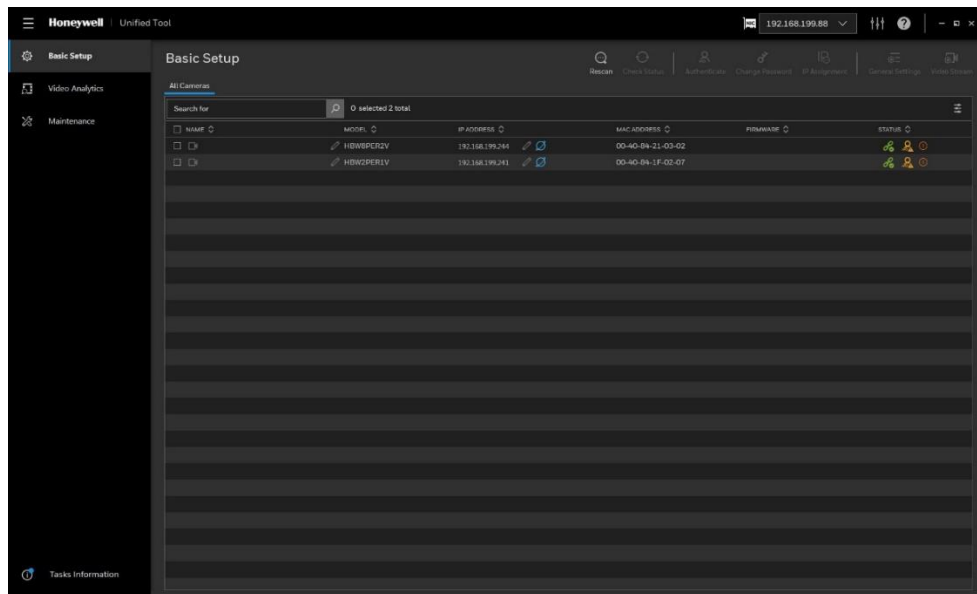 Honeywell Unified Tool NIC 192.168.199.88
Basic Setup
Video Analytics
Maintenance
Tasks Information
Basic Setup
Rescan Check Status Authenticate Change Password IP Assignment General Settings Video Stream
All Cameras
Search for 0 selected 2 total
NAME MODEL IP ADDRESS MAC ADDRESS FIRMWARE STATUS
HBW8PER2V 192.168.199.244 00-40-84-21-03-02
HBW2PER1V 192.168.199.241 00-40-84-1F-02-07